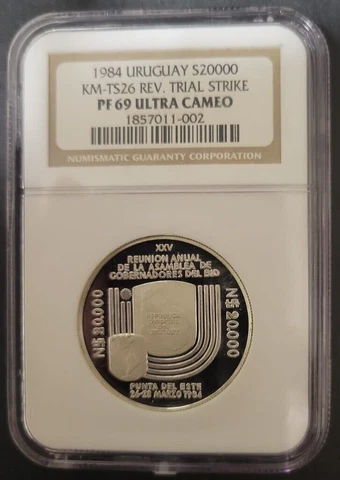 1984 URUGUAY S20000
KM-TS26 REV. TRIAL STRIKE
PF 69 ULTRA CAMEO
1857011-002
NUMISMATIC GUARANTY CORPORATION
XXV
REUNION ANUAL
DE LA ASAMBLEA DE
GOBERNADORES DEL BID
N$ 20.000
N$ 20.000
PUNTA DEL ESTE
26-28 MARZO 1984